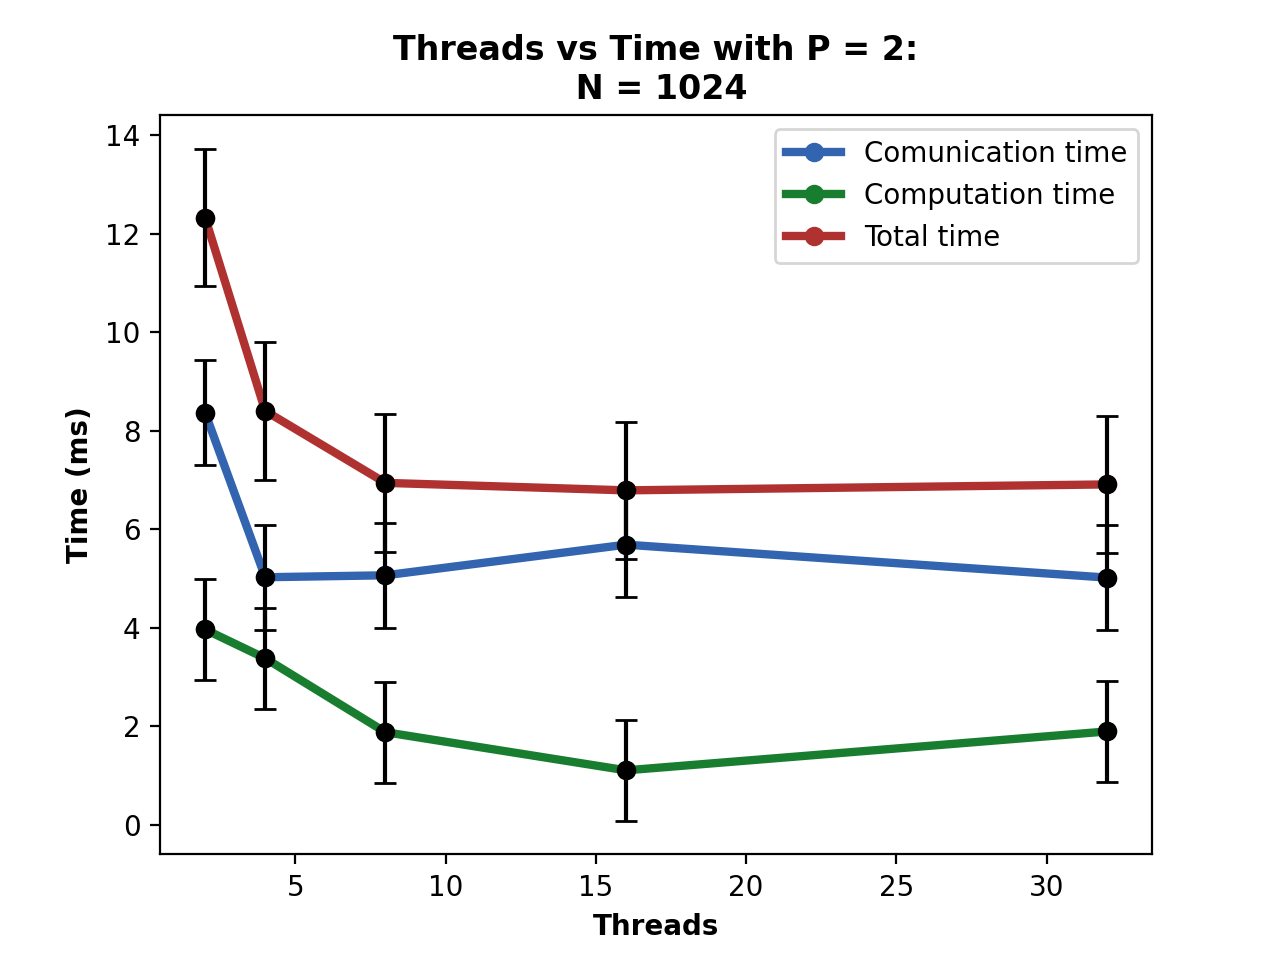 Threads vs Time with P = 2:
N = 1024
Comunication time
Computation time
Total time
Time (ms)
14
12
10
8
6
4
2
0
5 10 15 20 25 30
Threads